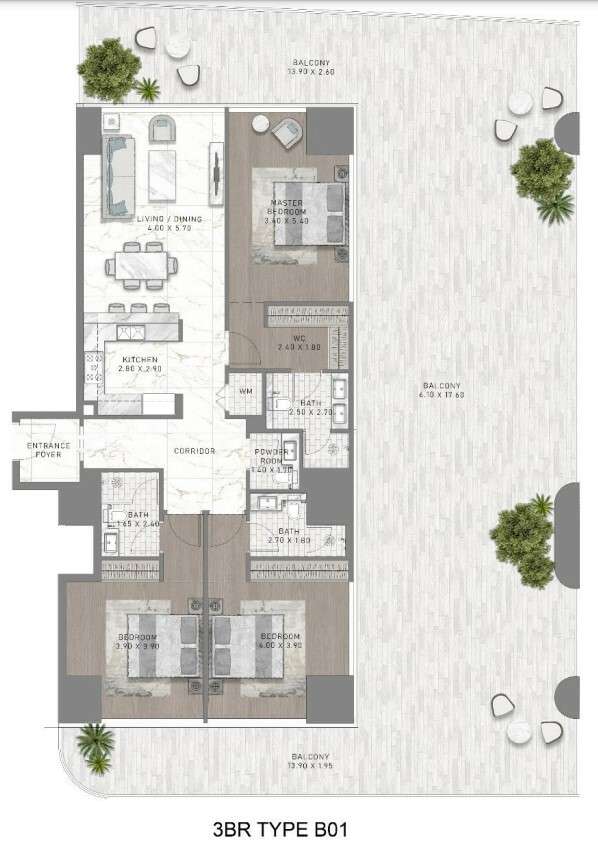 BALCONY
13.90 X 2.60
LIVING / DINING
4.00 X 5.70
MASTER
BEDROOM
3.40 X 5.40
WC
2.40 X 1.80
KITCHEN
2.80 X 2.90
WM
BATH
2.50 X 2.70
BALCONY
6.10 X 17.60
ENTRANCE
FOYER
CORRIDOR
POWDER
ROOM
1.40 X 1.70
BATH
1.65 X 2.40
BATH
2.70 X 1.80
BEDROOM
3.90 X 3.90
BEDROOM
4.00 X 3.90
BALCONY
13.90 X 1.95
3BR TYPE B01